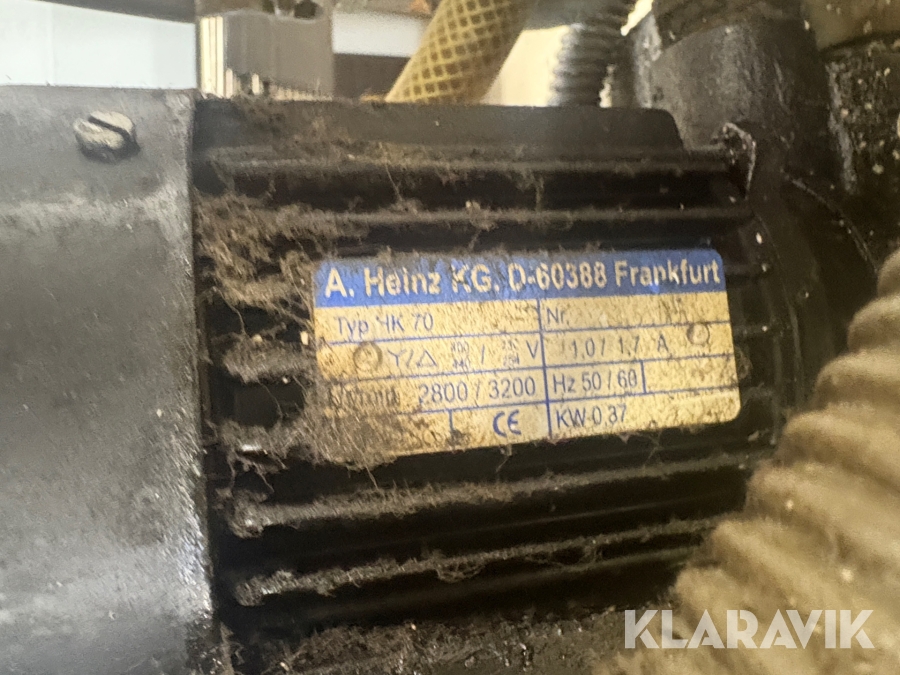 A. Heinz KG. D-60388 Frankfurt
Typ HK 70 Nr.
Y/△ / V 1,0 / 1,7 A
2800 / 3200 Hz 50 / 60
CE KW 0,37
KLARAVIK